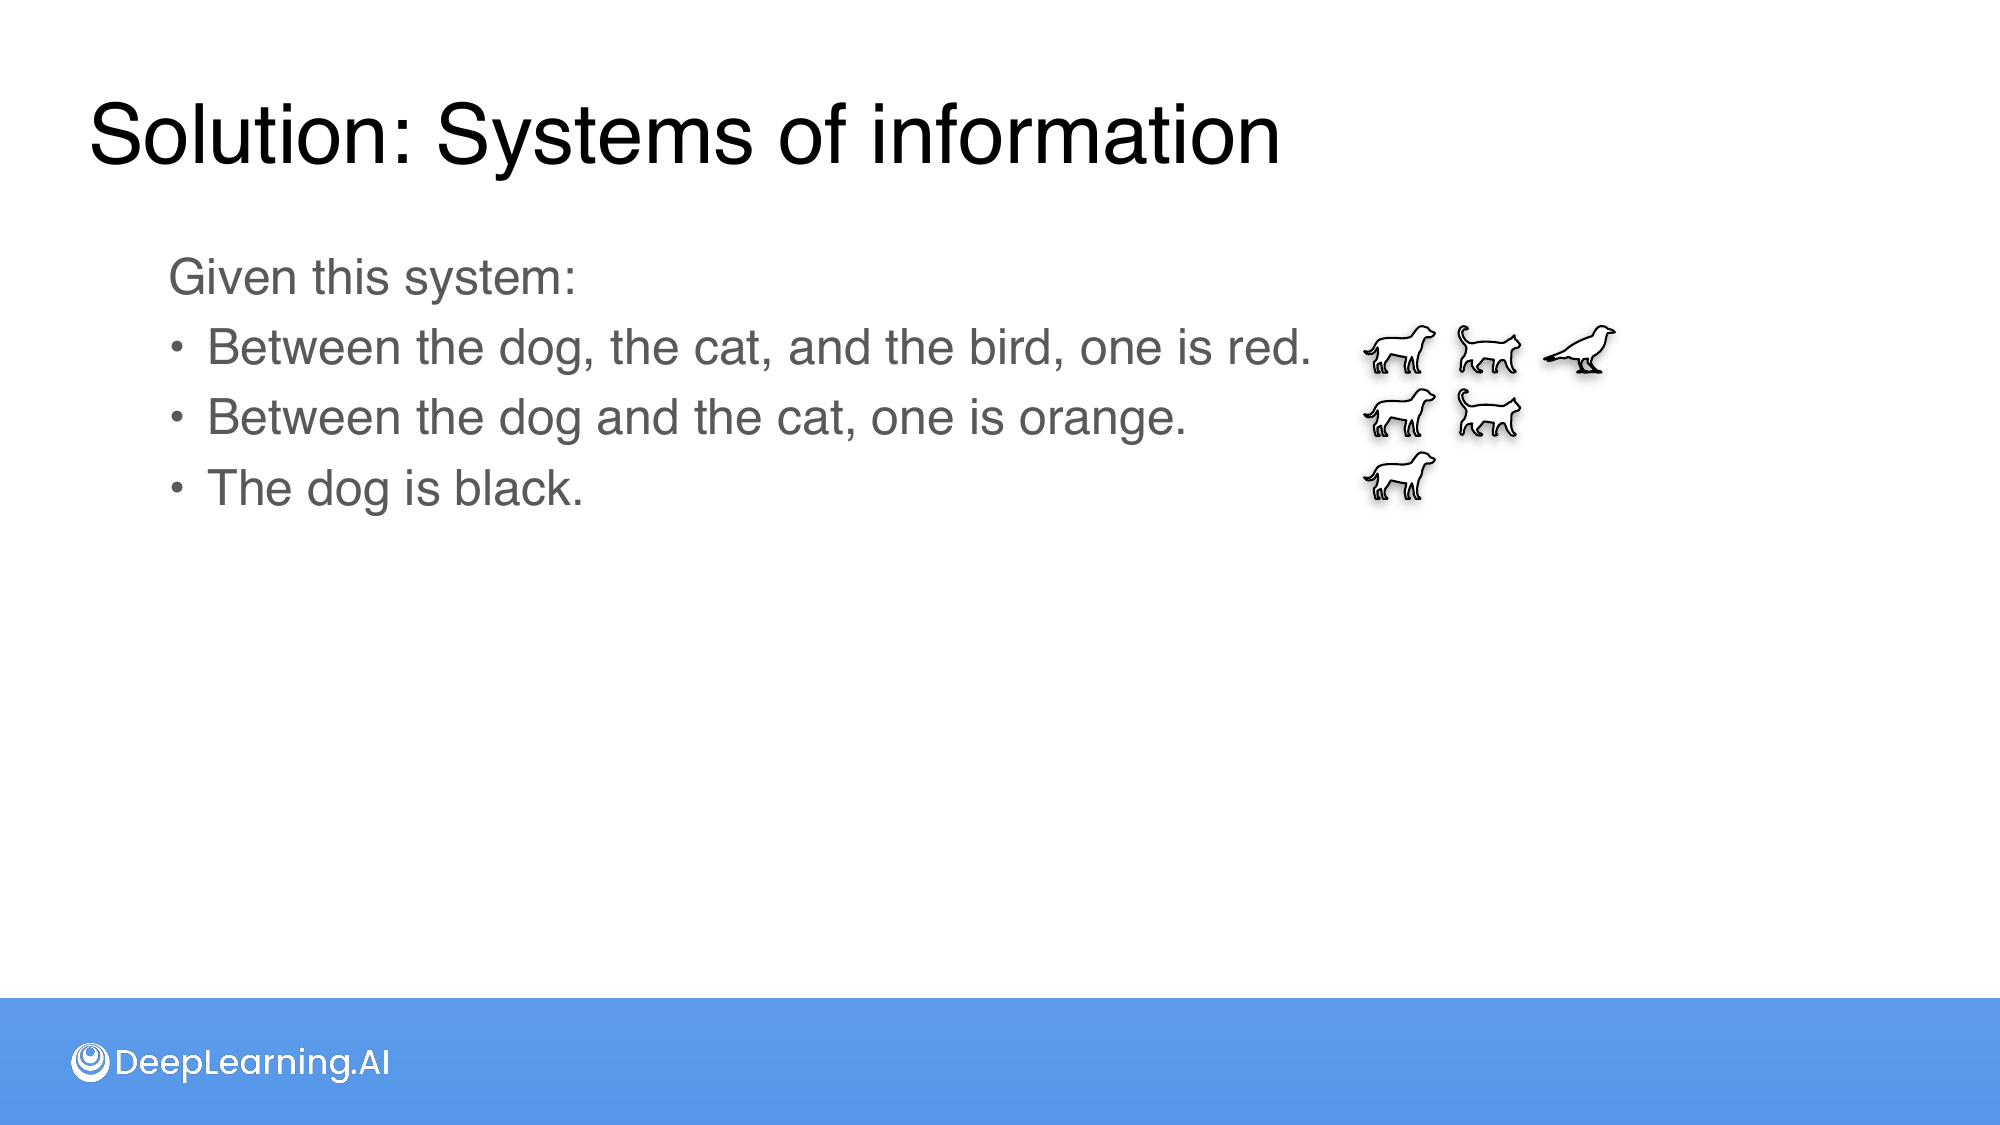 Solution: Systems of information
Given this system:
• Between the dog, the cat, and the bird, one is red.
• Between the dog and the cat, one is orange.
• The dog is black.
DeepLearning.AI